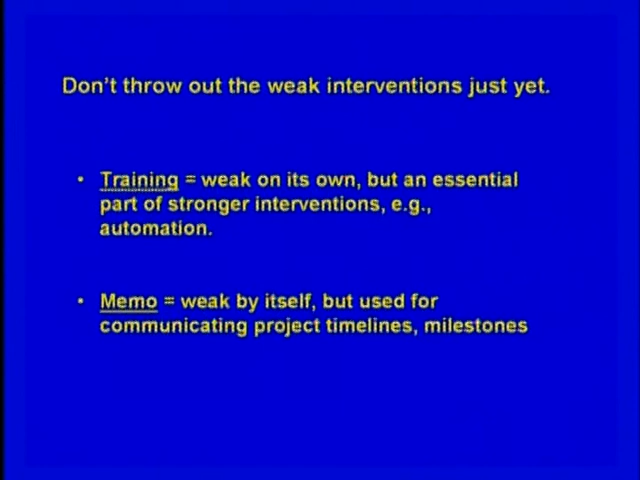 Don't throw out the weak interventions just yet.
• Training = weak on its own, but an essential
part of stronger interventions, e.g.,
automation.
• Memo = weak by itself, but used for
communicating project timelines, milestones